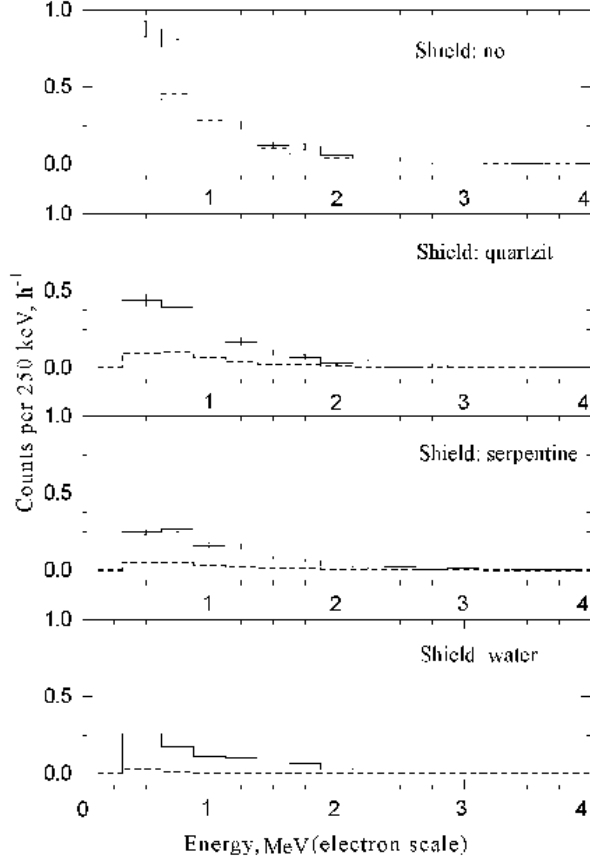 1.0
Shield: no
0.5
0.0
1 2 3 4
1.0
Shield: quartzit
0.5
0.0
1 2 3 4
1.0
Shield: serpentine
0.5
0.0
1 2 3 4
1.0
Shield water
0.5
0.0
0 1 2 3 4
Energy, MeV (electron scale)
Counts per 250 keV, h⁻¹